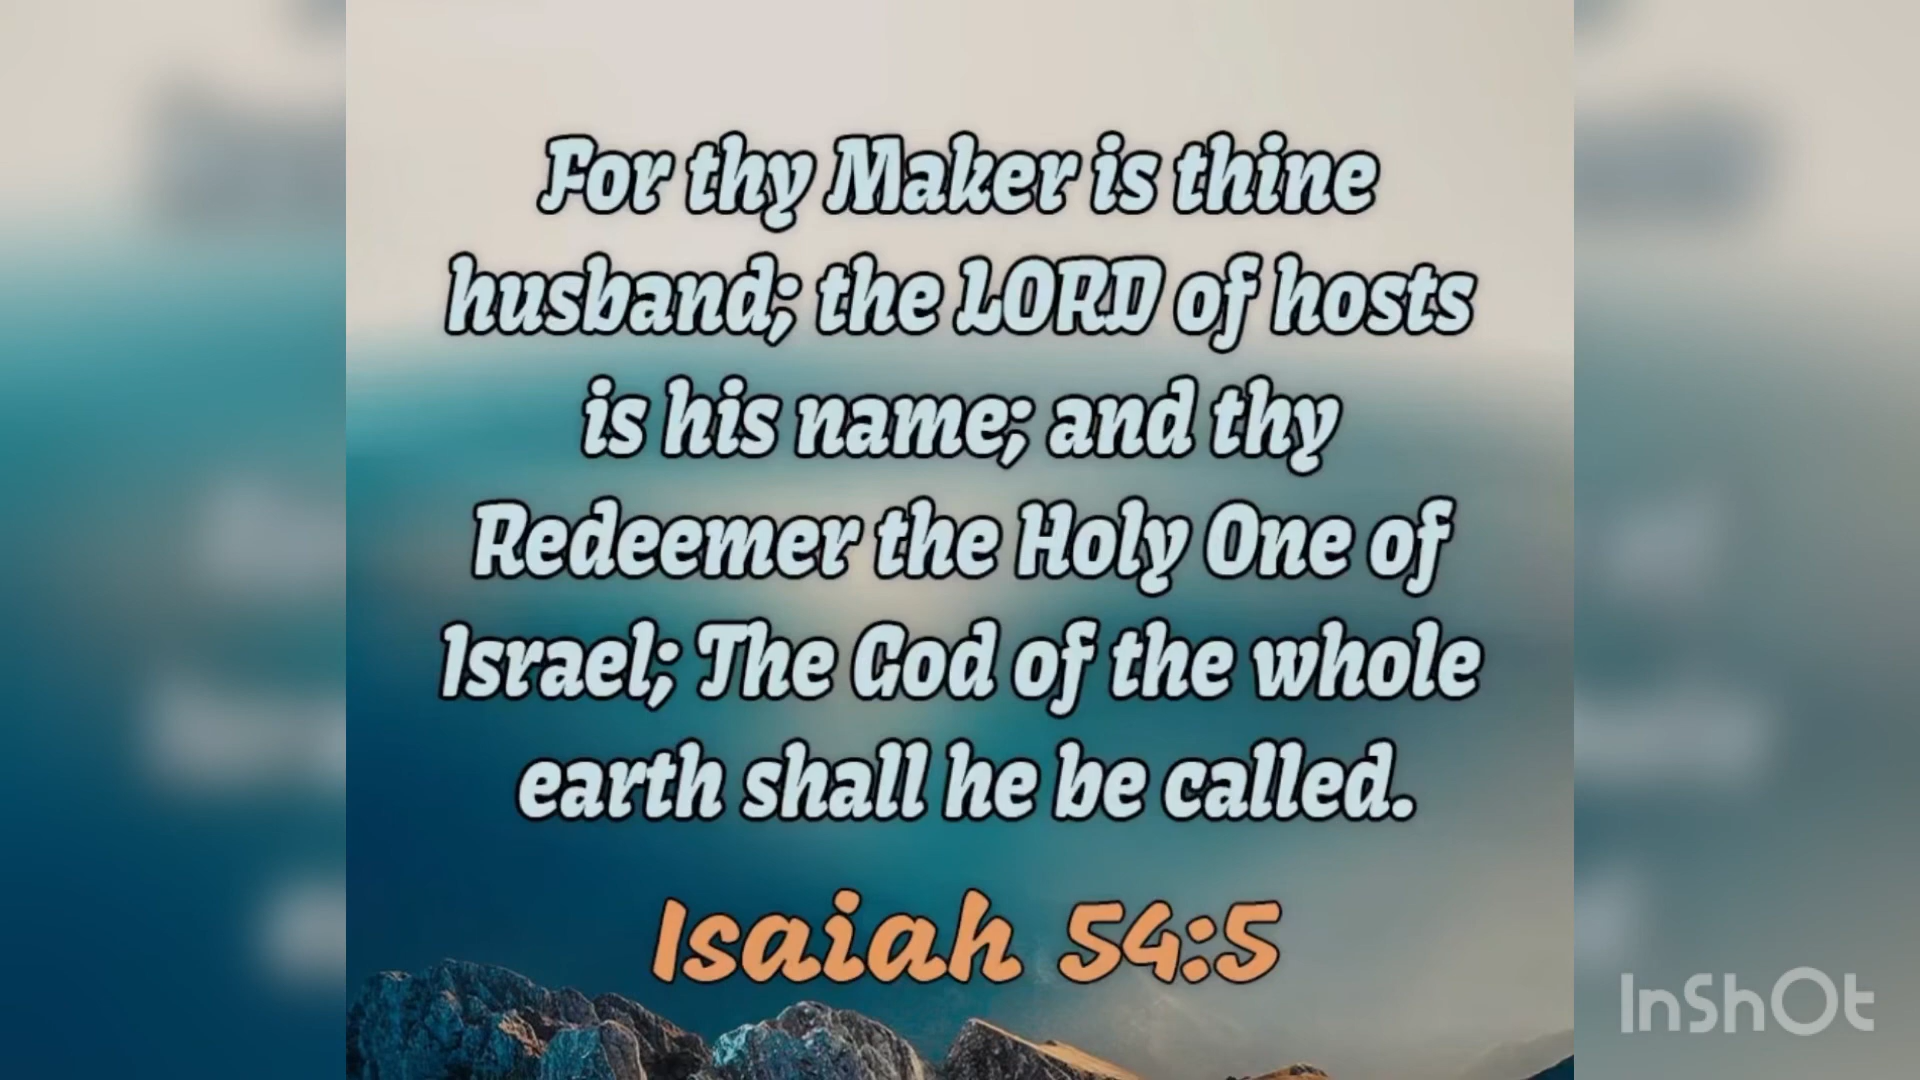 For thy Maker is thine
husband; the LORD of hosts
is his name; and thy
Redeemer the Holy One of
Israel; The God of the whole
earth shall he be called.
Isaiah 54:5
InShOt